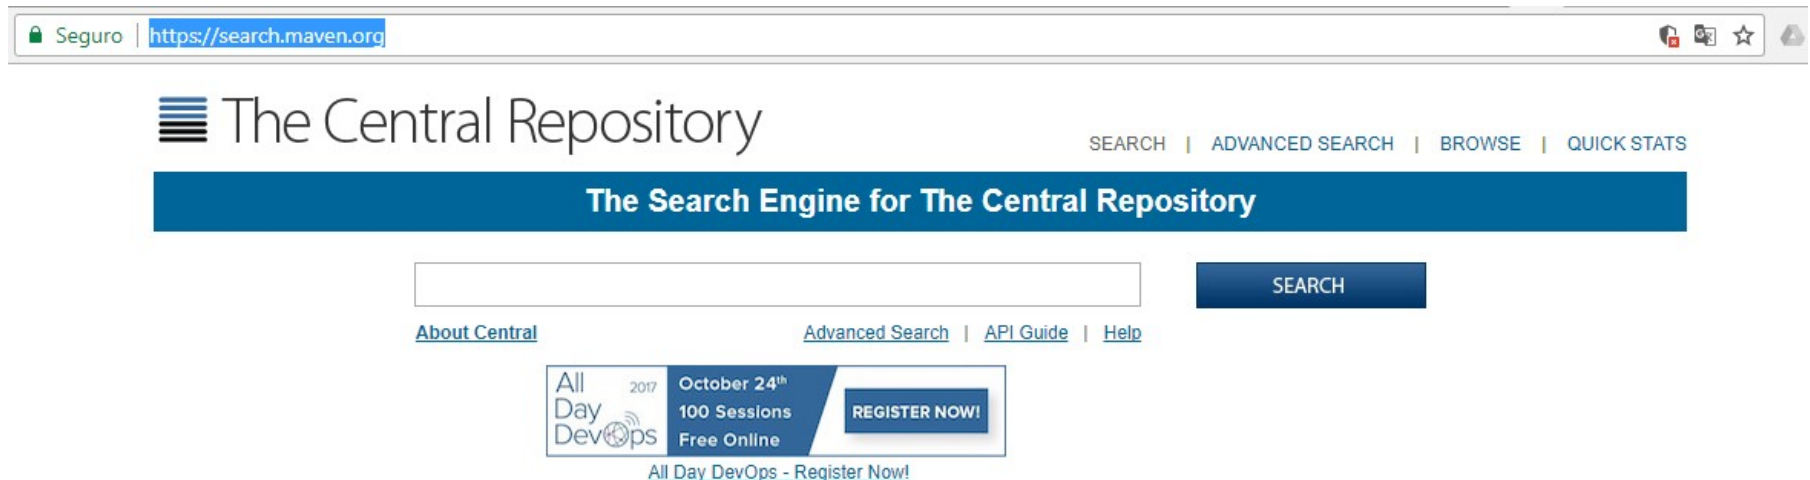 Seguro | https://search.maven.org
The Central Repository
SEARCH | ADVANCED SEARCH | BROWSE | QUICK STATS
The Search Engine for The Central Repository
SEARCH
About Central Advanced Search | API Guide | Help
All Day DevOps 2017
October 24th
100 Sessions
Free Online
REGISTER NOW!
All Day DevOps - Register Now!